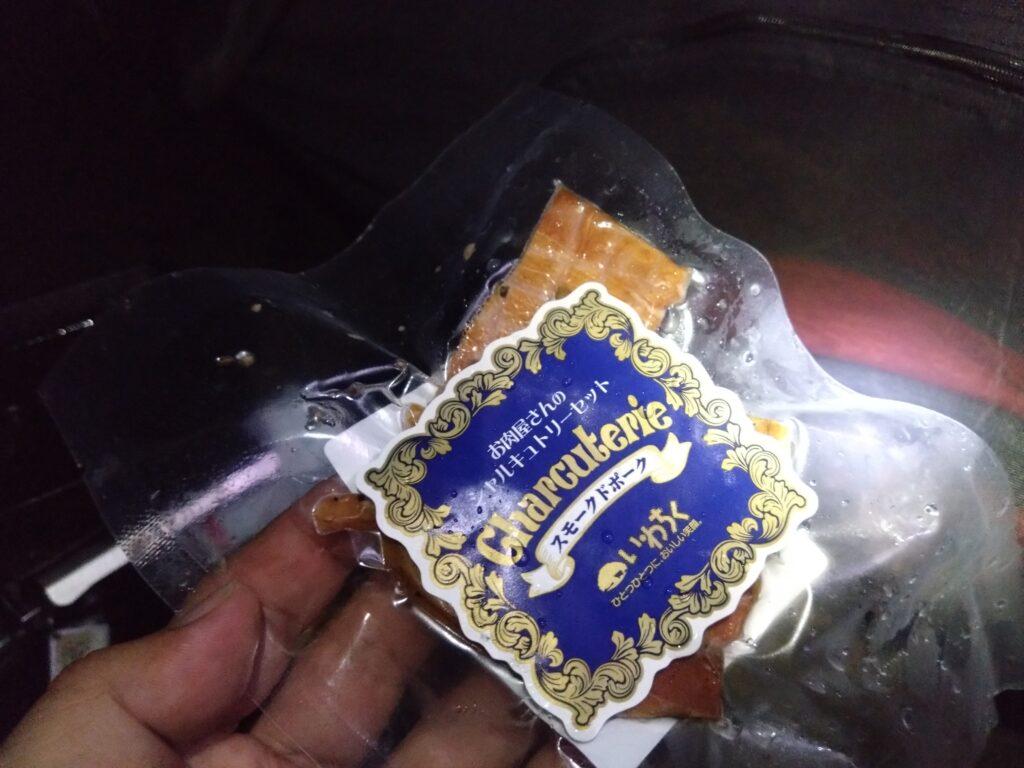 お肉屋さんの
シャルキュトリーセット
Charcuterie
スモークドポーク
いわちく
ひとつひとつに、おいしい笑顔。